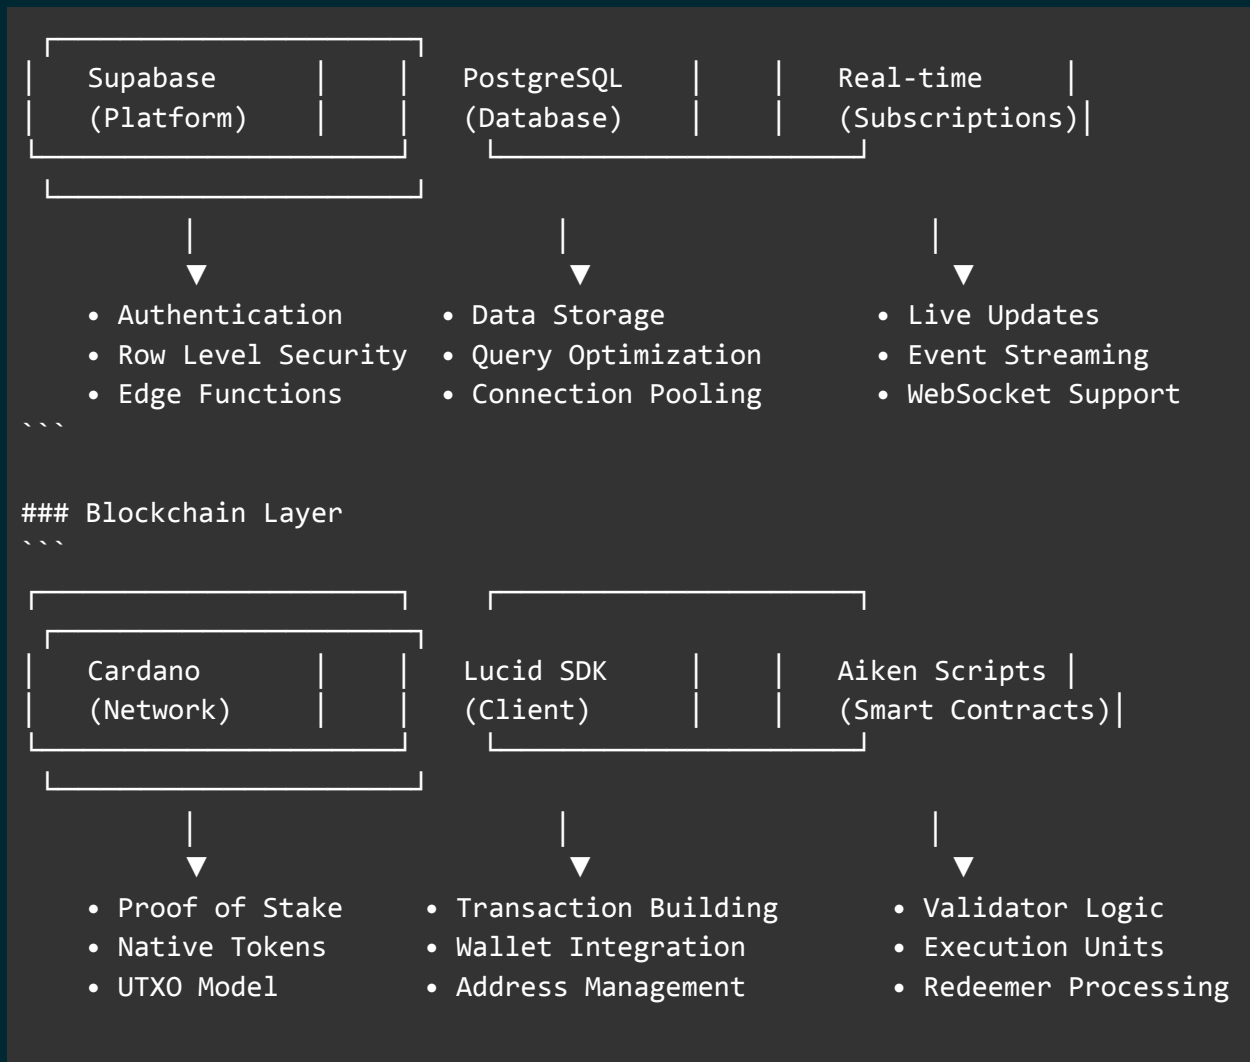 Supabase PostgreSQL Real-time
(Platform) (Database) (Subscriptions)
• Authentication • Data Storage • Live Updates
• Row Level Security • Query Optimization • Event Streaming
• Edge Functions • Connection Pooling • WebSocket Support
```
### Blockchain Layer
```
Cardano Lucid SDK Aiken Scripts
(Network) (Client) (Smart Contracts)
• Proof of Stake • Transaction Building • Validator Logic
• Native Tokens • Wallet Integration • Execution Units
• UTXO Model • Address Management • Redeemer Processing